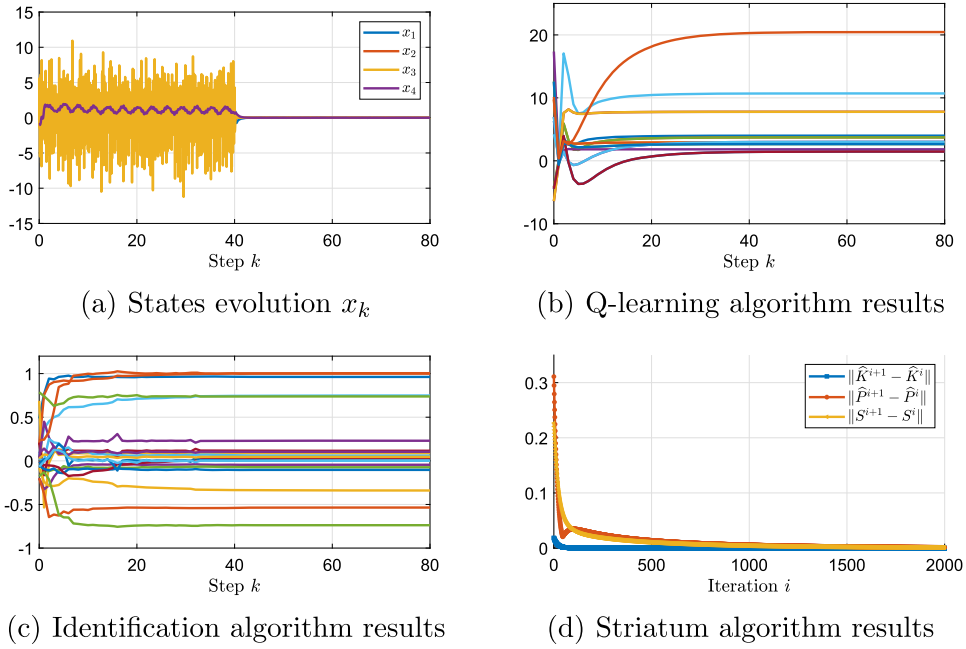 15
10
5
0
-5
-10
-15
x₁
x₂
x₃
x₄
0 20 40 60 80
Step k
(a) States evolution xₖ
20
10
0
-10
0 20 40 60 80
Step k
(b) Q-learning algorithm results
1
0.5
0
-0.5
-1
0 20 40 60 80
Step k
(c) Identification algorithm results
0.3
0.2
0.1
0
‖K̂ⁱ⁺¹ − K̂ⁱ‖
‖P̂ⁱ⁺¹ − P̂ⁱ‖
‖Sⁱ⁺¹ − Sⁱ‖
0 500 1000 1500 2000
Iteration i
(d) Striatum algorithm results